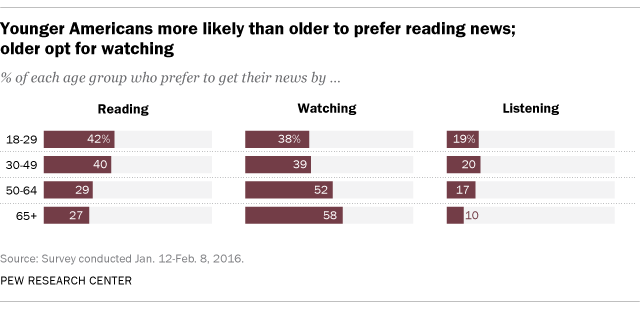 Younger Americans more likely than older to prefer reading news;
older opt for watching
% of each age group who prefer to get their news by ...
Reading Watching Listening
18-29 42% 38% 19%
30-49 40 39 20
50-64 29 52 17
65+ 27 58 10
Source: Survey conducted Jan. 12-Feb. 8, 2016.
PEW RESEARCH CENTER